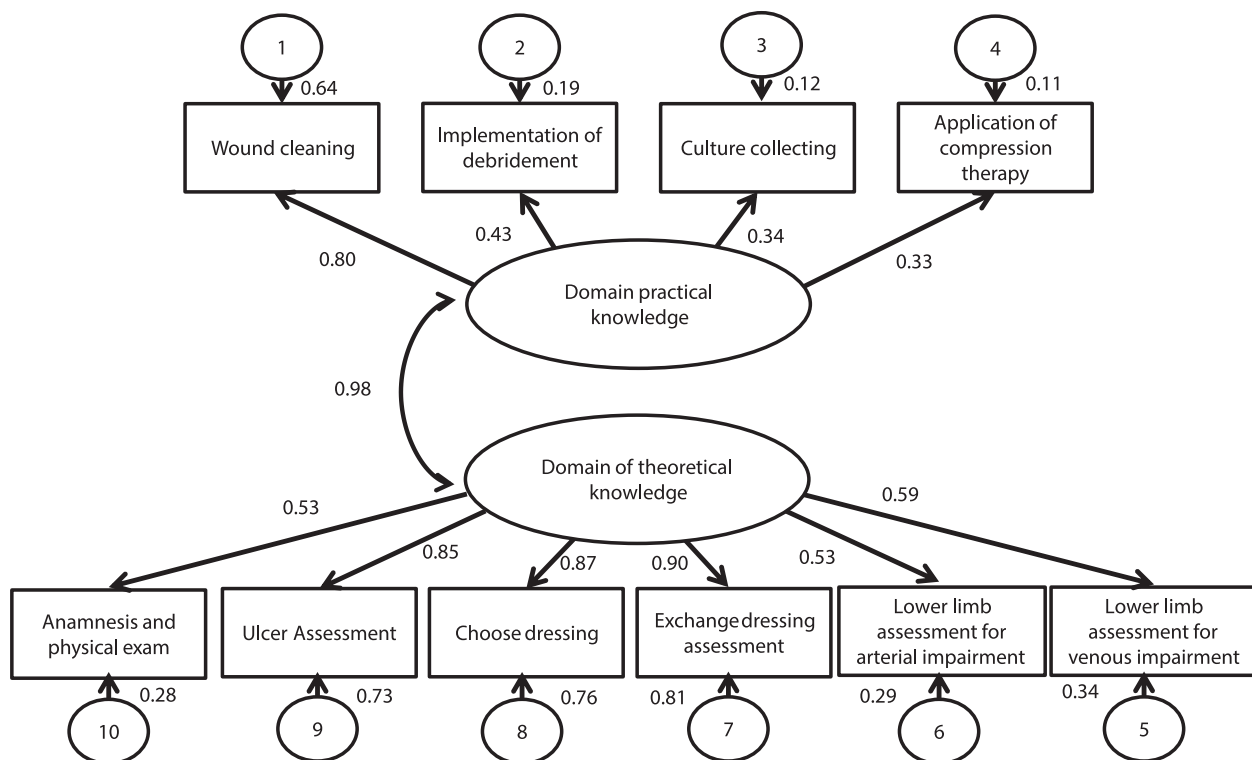 1
2
3
4
0.64
0.19
0.12
0.11
Wound cleaning
Implementation of
debridement
Culture collecting
Application of
compression
therapy
0.80
0.43
0.34
0.33
Domain practical
knowledge
0.98
Domain of theoretical
knowledge
0.53
0.85
0.87
0.90
0.53
0.59
Anamnesis and
physical exam
Ulcer Assessment
Choose dressing
Exchange dressing
assessment
Lower limb
assessment for
arterial impairment
Lower limb
assessment for
venous impairment
0.28
0.73
0.76
0.81
0.29
0.34
10
9
8
7
6
5